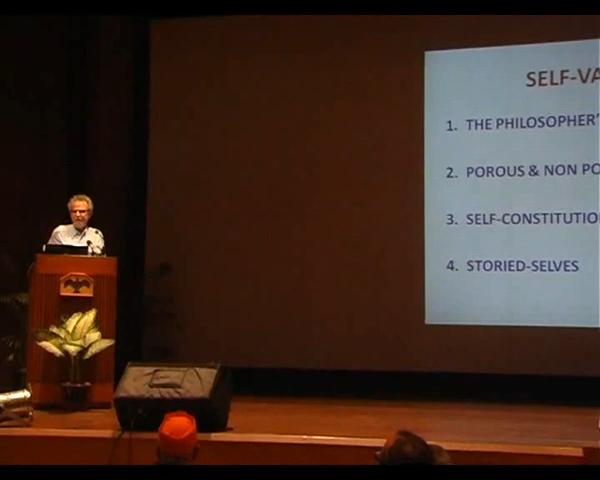 SELF-VA
1. THE PHILOSOPHER'
2. POROUS & NON PO
3. SELF-CONSTITUTIO
4. STORIED-SELVES